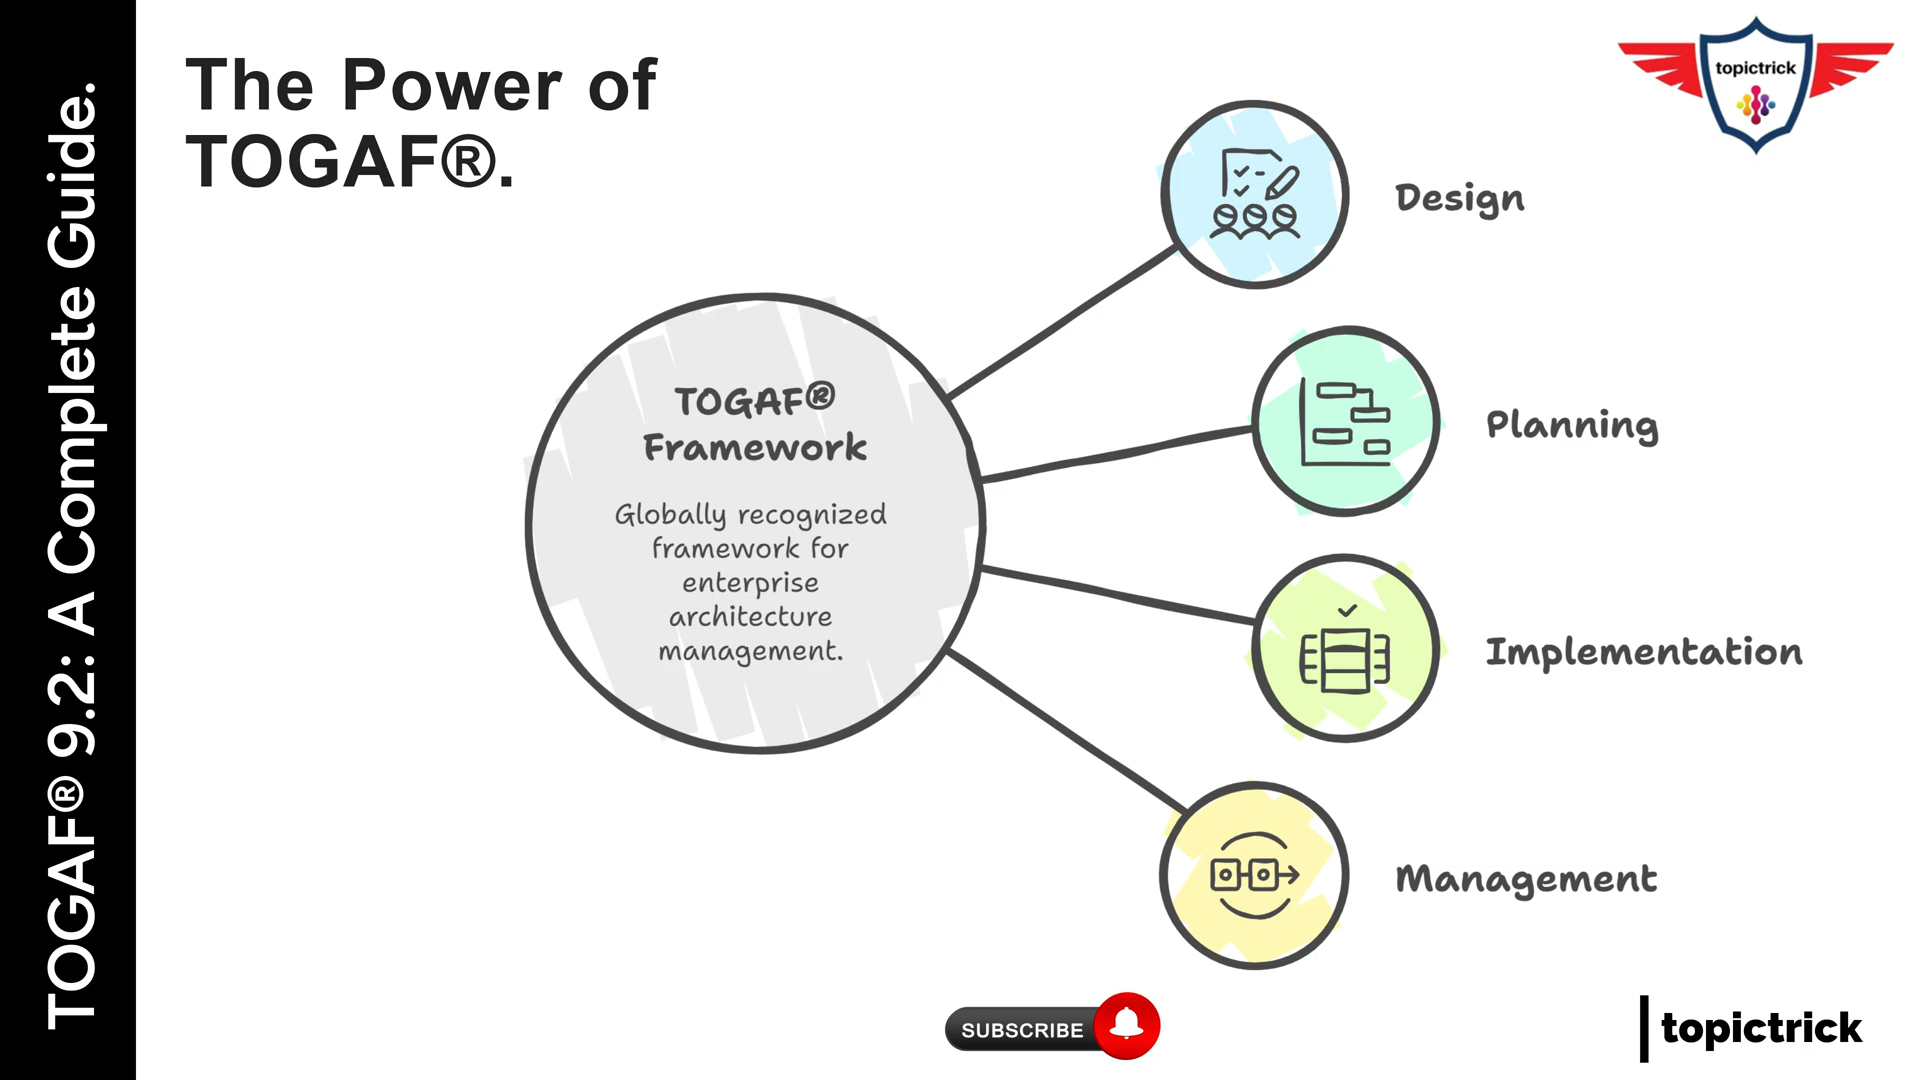 TOGAF® 9.2: A Complete Guide.
The Power of
TOGAF®.
topictrick
Design
TOGAF®
Framework
Globally recognized
framework for
enterprise
architecture
management.
Planning
Implementation
Management
SUBSCRIBE
topictrick